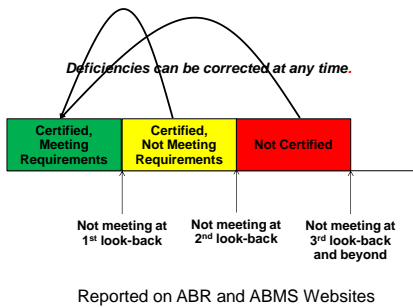 Deficiencies can be corrected at any time.
Certified,
Meeting
Requirements
Certified,
Not Meeting
Requirements
Not Certified
Not meeting at
1st look-back
Not meeting at
2nd look-back
Not meeting at
3rd look-back
and beyond
Reported on ABR and ABMS Websites